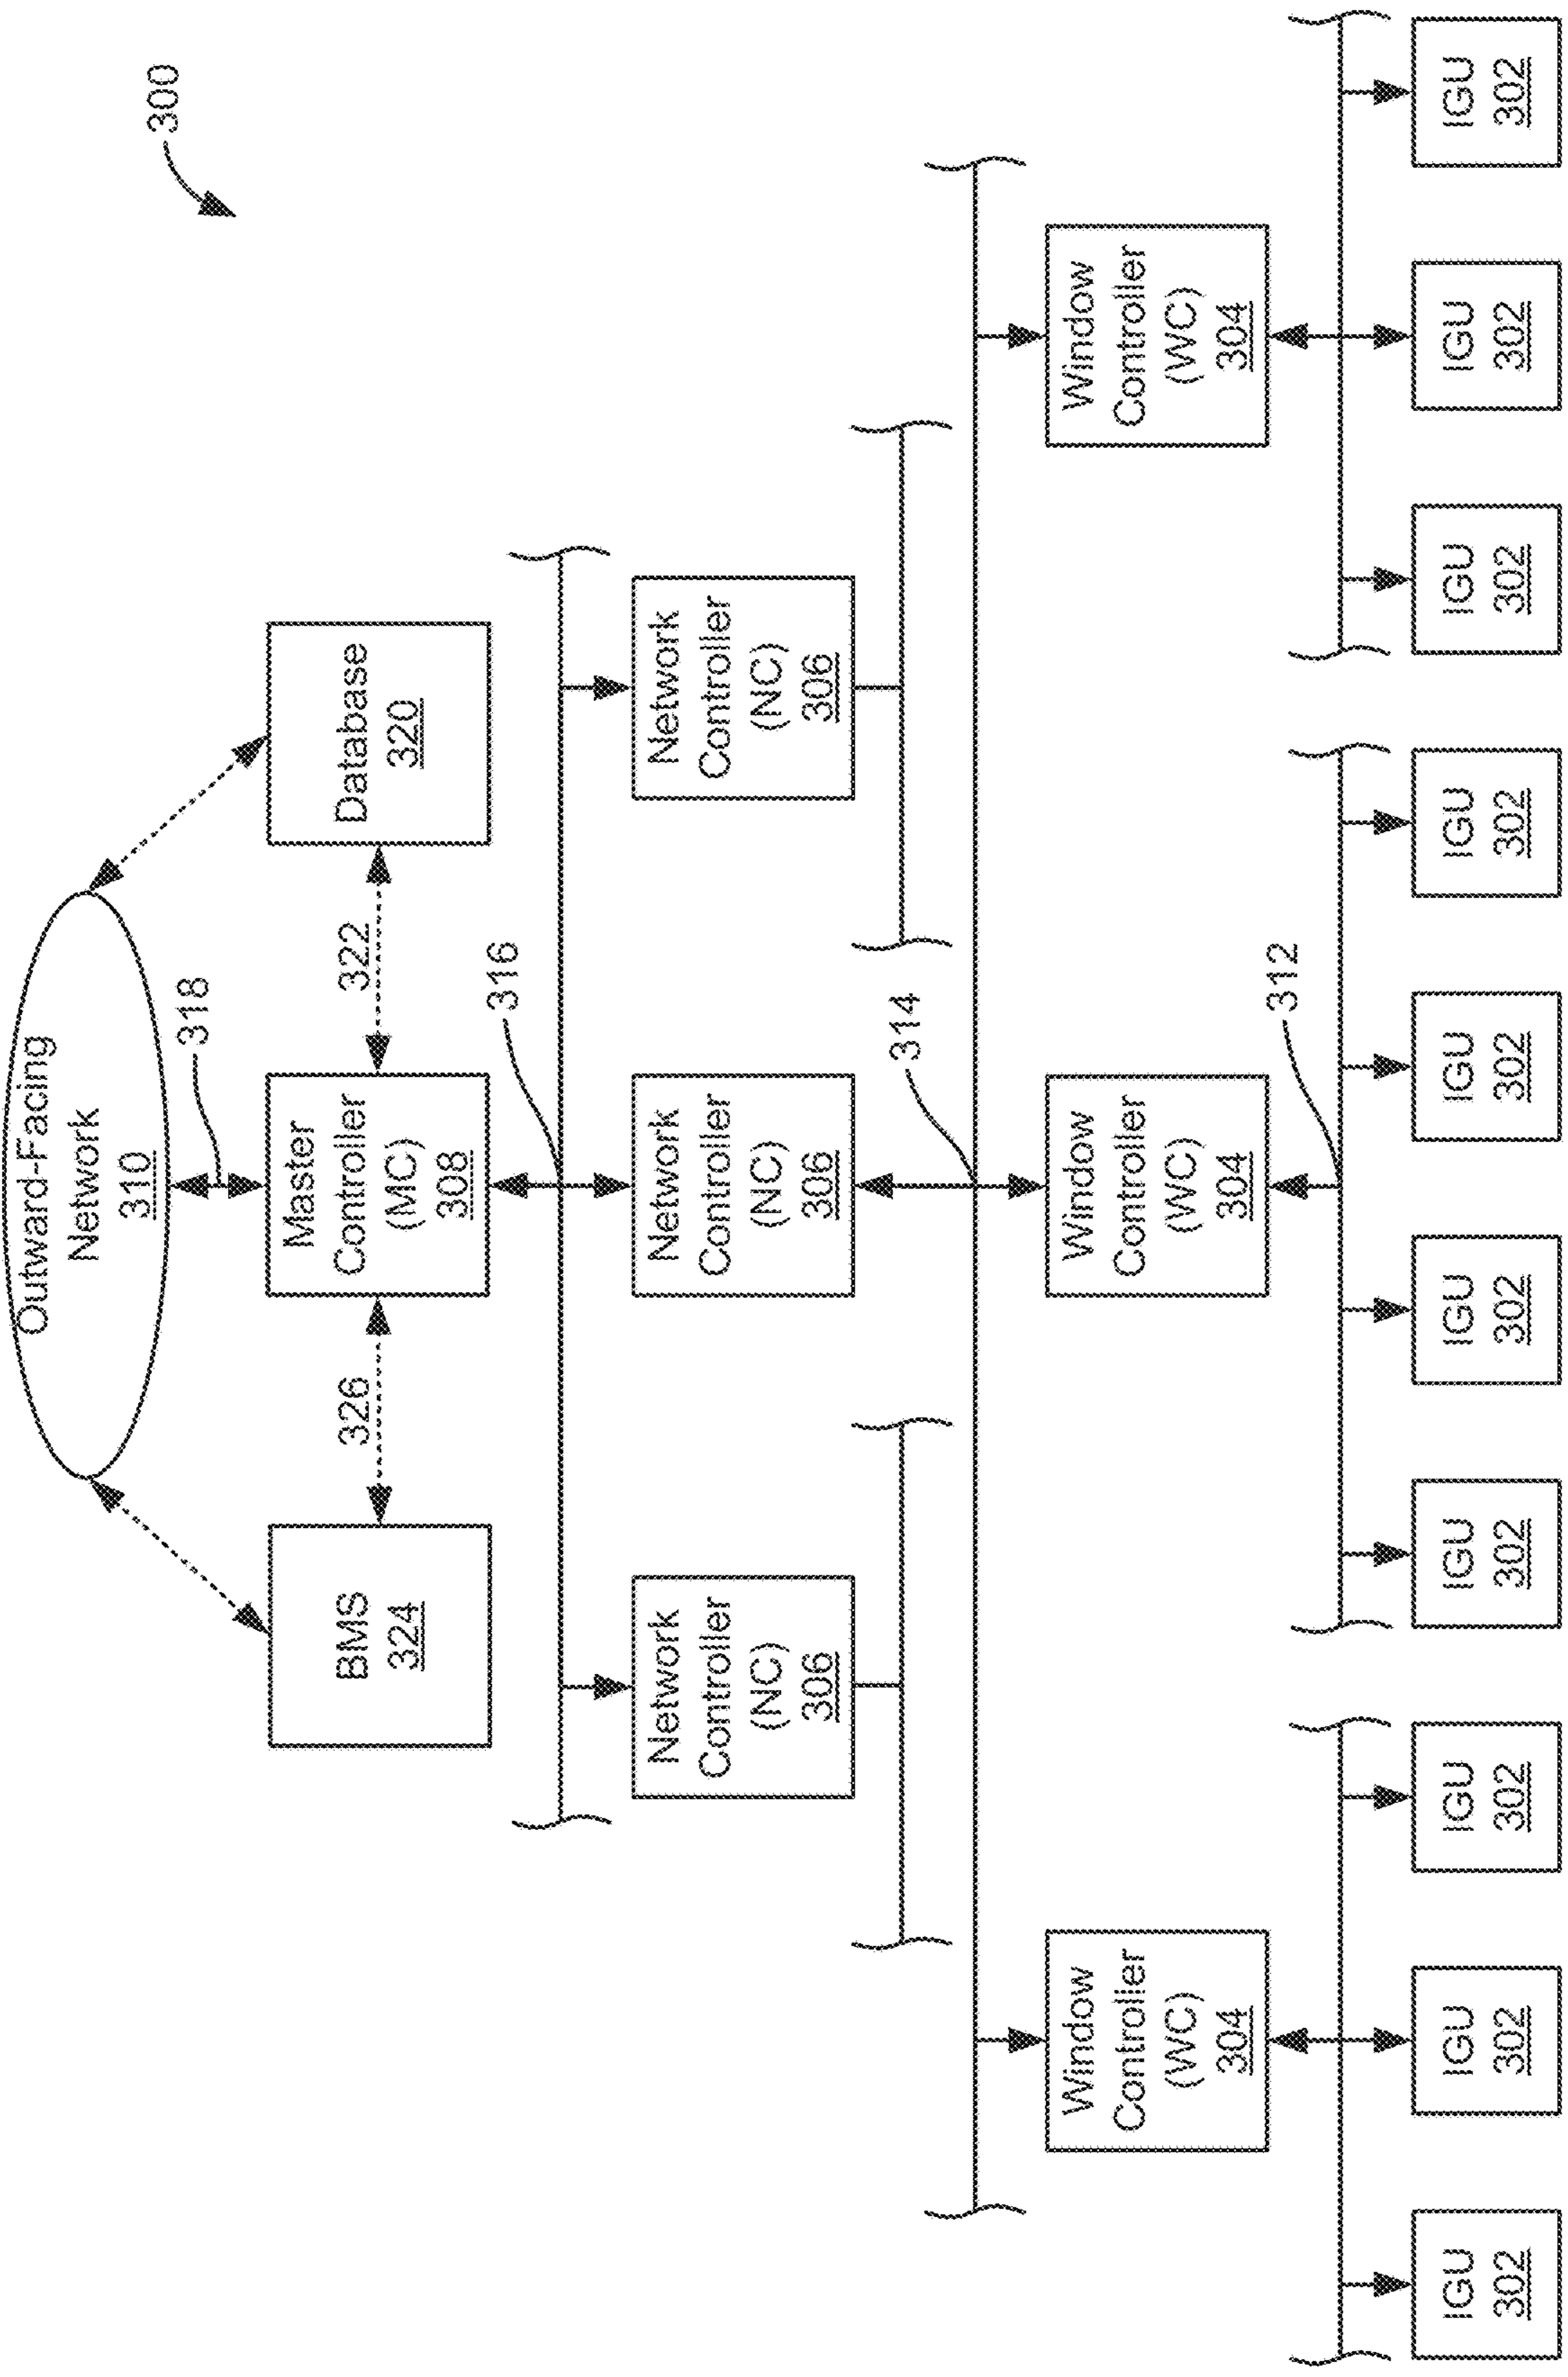 300
Outward-Facing
Network
310
318
BMS
324
326
Master
Controller
(MC)
308
322
Database
320
316
Network
Controller
(NC)
306
Network
Controller
(NC)
306
Network
Controller
(NC)
306
314
Window
Controller
(WC)
304
Window
Controller
(WC)
304
Window
Controller
(WC)
304
312
IGU
302
IGU
302
IGU
302
IGU
302
IGU
302
IGU
302
IGU
302
IGU
302
IGU
302
IGU
302